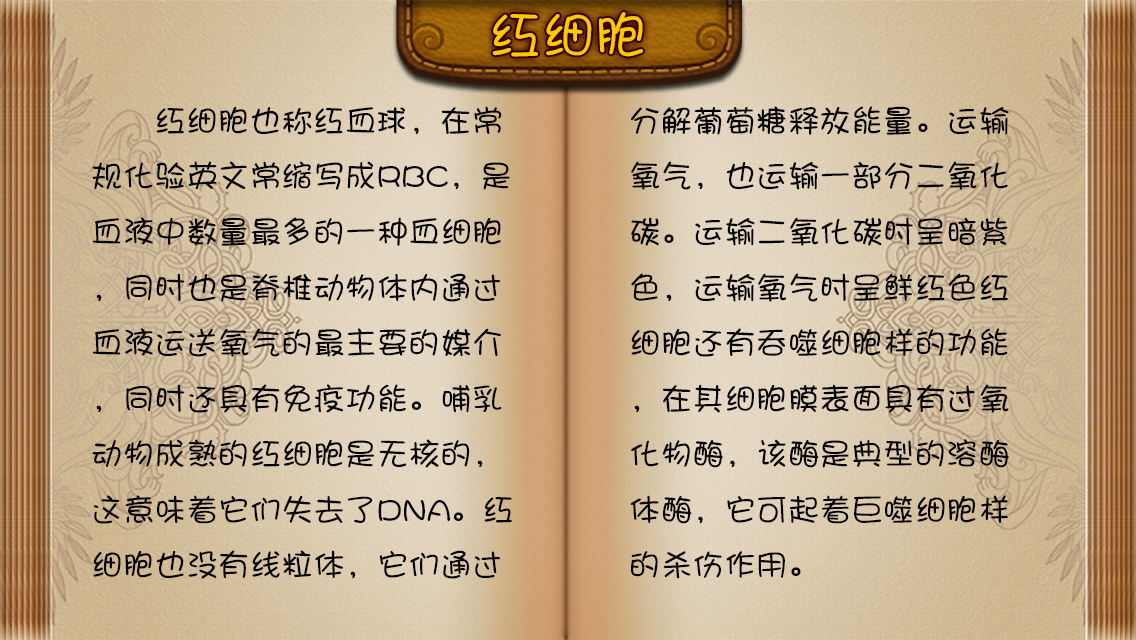 红细胞
红细胞也称红血球，在常
规化验英文常缩写成RBC，是
血液中数量最多的一种血细胞
，同时也是脊椎动物体内通过
血液运送氧气的最主要的媒介
，同时还具有免疫功能。哺乳
动物成熟的红细胞是无核的，
这意味着它们失去了DNA。红
细胞也没有线粒体，它们通过
分解葡萄糖释放能量。运输
氧气，也运输一部分二氧化
碳。运输二氧化碳时呈暗紫
色，运输氧气时呈鲜红色红
细胞还有吞噬细胞样的功能
，在其细胞膜表面具有过氧
化物酶，该酶是典型的溶酶
体酶，它可起着巨噬细胞样
的杀伤作用。